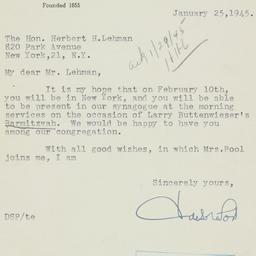 Founded 1655
January 25, 1945.
The Hon. Herbert H. Lehman
820 Park Avenue
New York, 21, N.Y.
ack 1/29/45
My dear Mr. Lehman,
It is my hope that on February 10th,
you will be in New York, and you will be able
to be present in our synagogue at the morning
services on the occasion of Larry Buttenwieser's
Barmitzvah. We would be happy to have you
among our congregation.
With all good wishes, in which Mrs. Pool
joins me, I am
Sincerely yours,
DSP/te